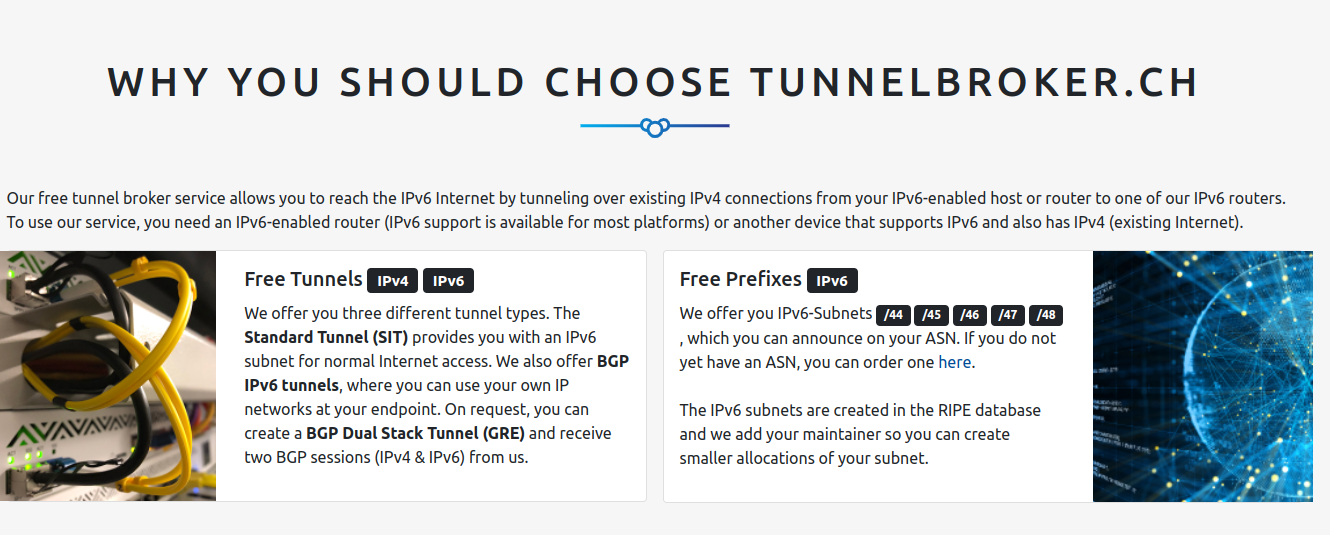 WHY YOU SHOULD CHOOSE TUNNELBROKER.CH
Our free tunnel broker service allows you to reach the IPv6 Internet by tunneling over existing IPv4 connections from your IPv6-enabled host or router to one of our IPv6 routers.
To use our service, you need an IPv6-enabled router (IPv6 support is available for most platforms) or another device that supports IPv6 and also has IPv4 (existing Internet).
Free Tunnels IPv4 IPv6
We offer you three different tunnel types. The
Standard Tunnel (SIT) provides you with an IPv6
subnet for normal Internet access. We also offer BGP
IPv6 tunnels, where you can use your own IP
networks at your endpoint. On request, you can
create a BGP Dual Stack Tunnel (GRE) and receive
two BGP sessions (IPv4 & IPv6) from us.
Free Prefixes IPv6
We offer you IPv6-Subnets /44 /45 /46 /47 /48
, which you can announce on your ASN. If you do not
yet have an ASN, you can order one here.
The IPv6 subnets are created in the RIPE database
and we add your maintainer so you can create
smaller allocations of your subnet.